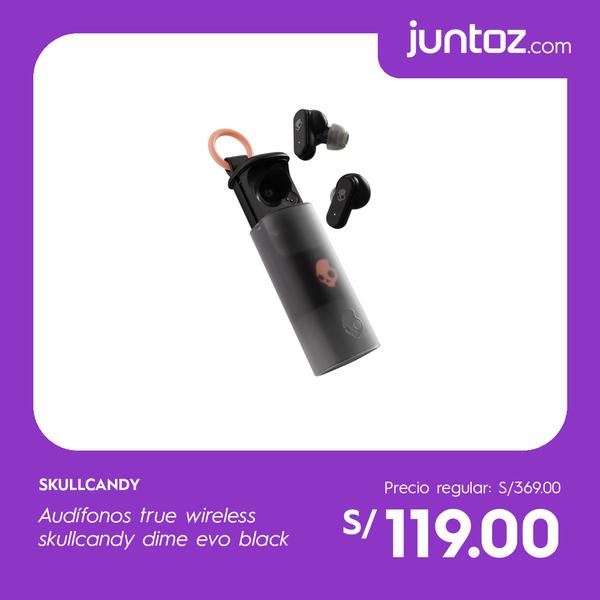 juntoz.com
SKULLCANDY
Audífonos true wireless
skullcandy dime evo black
Precio regular: S/369.00
S/119.00